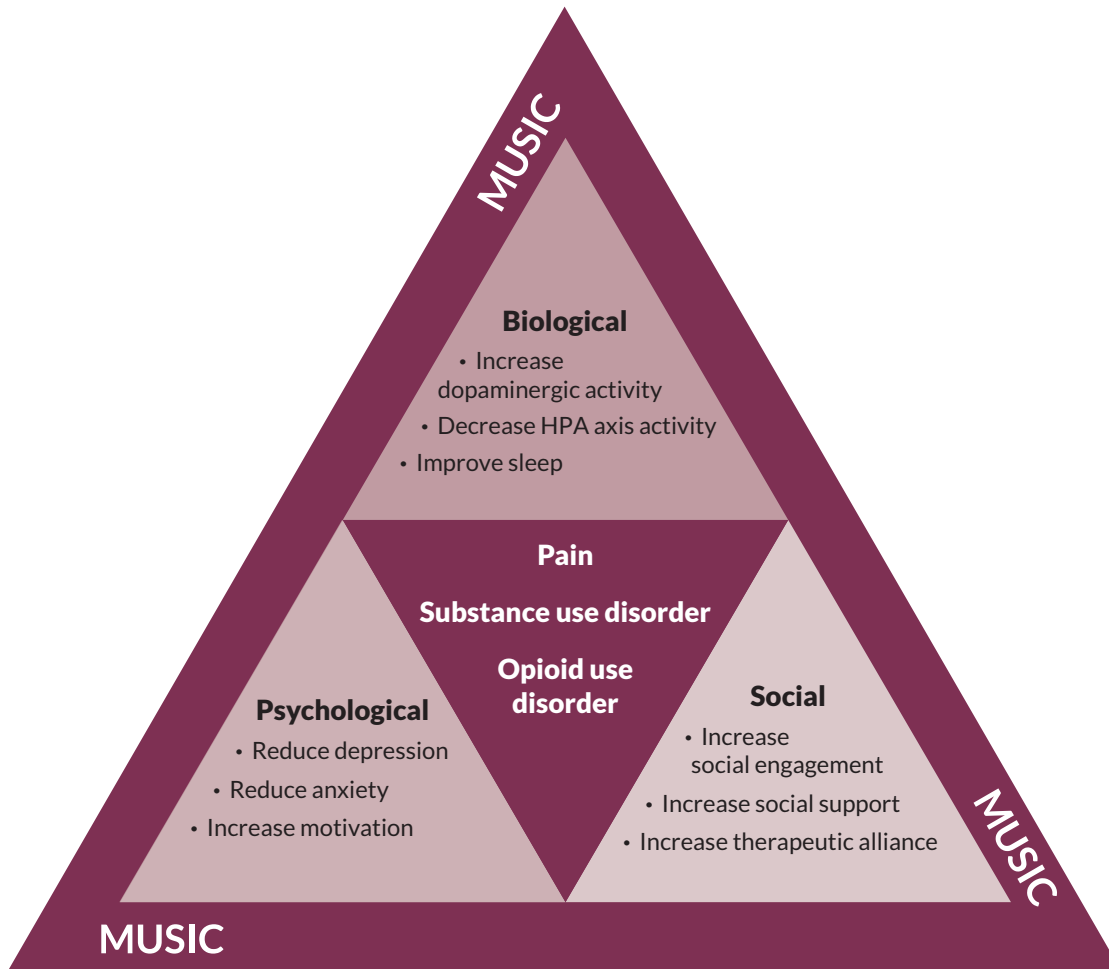 MUSIC
Biological
• Increase
dopaminergic activity
• Decrease HPA axis activity
• Improve sleep
Pain
Substance use disorder
Opioid use
disorder
Psychological
• Reduce depression
• Reduce anxiety
• Increase motivation
Social
• Increase
social engagement
• Increase social support
• Increase therapeutic alliance
MUSIC
MUSIC